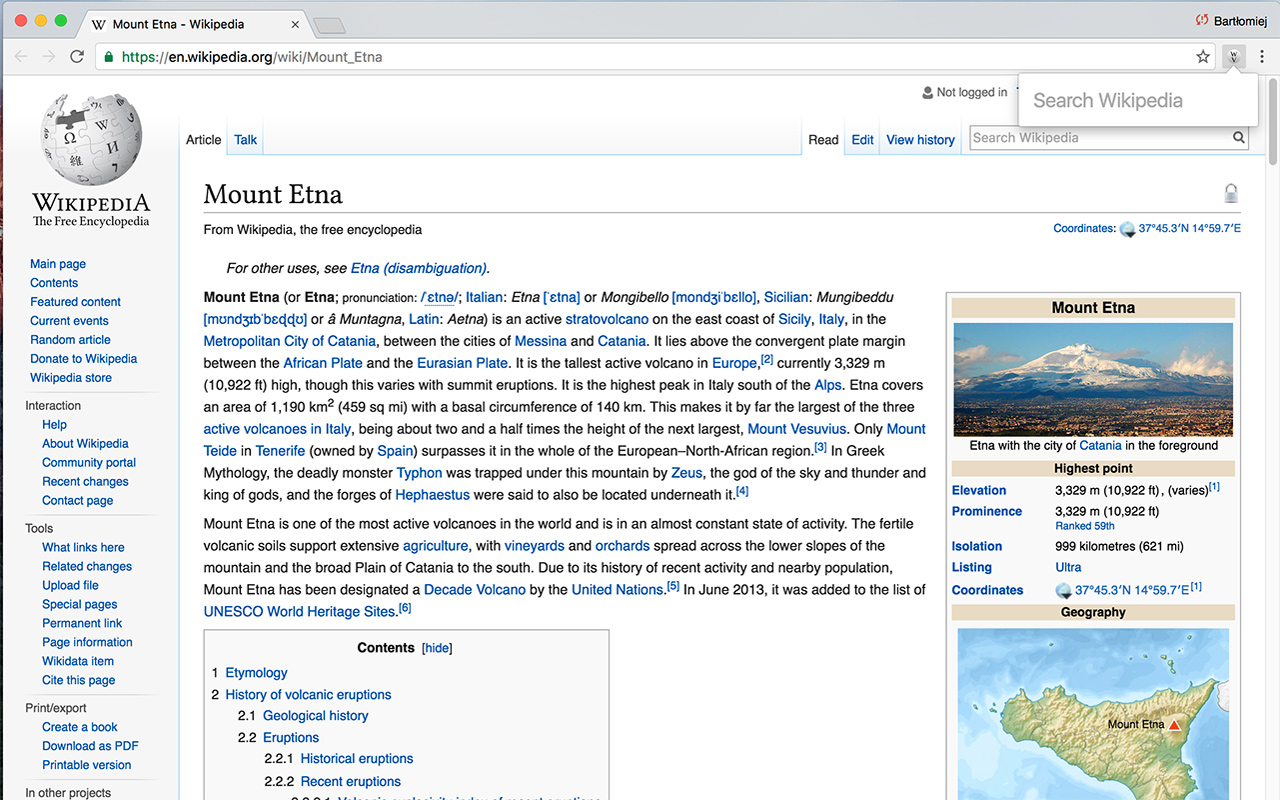 Mount Etna - Wikipedia
Bartłomiej
https://en.wikipedia.org/wiki/Mount_Etna
Not logged in
Search Wikipedia
Article Talk
Read Edit View history
Search Wikipedia
WIKIPEDIA
The Free Encyclopedia
Main page
Contents
Featured content
Current events
Random article
Donate to Wikipedia
Wikipedia store
Interaction
Help
About Wikipedia
Community portal
Recent changes
Contact page
Tools
What links here
Related changes
Upload file
Special pages
Permanent link
Page information
Wikidata item
Cite this page
Print/export
Create a book
Download as PDF
Printable version
In other projects
Mount Etna
From Wikipedia, the free encyclopedia
Coordinates: 37°45.3′N 14°59.7′E
For other uses, see Etna (disambiguation).
Mount Etna (or Etna; pronunciation: /ˈɛtnə/; Italian: Etna [ˈɛtna] or Mongibello [mondʒiˈbɛllo], Sicilian: Mungibeddu
[mʊndʒɪbˈbɛɖɖʊ] or â Muntagna, Latin: Aetna) is an active stratovolcano on the east coast of Sicily, Italy, in the
Metropolitan City of Catania, between the cities of Messina and Catania. It lies above the convergent plate margin
between the African Plate and the Eurasian Plate. It is the tallest active volcano in Europe,[2] currently 3,329 m
(10,922 ft) high, though this varies with summit eruptions. It is the highest peak in Italy south of the Alps. Etna covers
an area of 1,190 km2 (459 sq mi) with a basal circumference of 140 km. This makes it by far the largest of the three
active volcanoes in Italy, being about two and a half times the height of the next largest, Mount Vesuvius. Only Mount
Teide in Tenerife (owned by Spain) surpasses it in the whole of the European–North-African region.[3] In Greek
Mythology, the deadly monster Typhon was trapped under this mountain by Zeus, the god of the sky and thunder and
king of gods, and the forges of Hephaestus were said to also be located underneath it.[4]
Mount Etna is one of the most active volcanoes in the world and is in an almost constant state of activity. The fertile
volcanic soils support extensive agriculture, with vineyards and orchards spread across the lower slopes of the
mountain and the broad Plain of Catania to the south. Due to its history of recent activity and nearby population,
Mount Etna has been designated a Decade Volcano by the United Nations.[5] In June 2013, it was added to the list of
UNESCO World Heritage Sites.[6]
Contents [hide]
1 Etymology
2 History of volcanic eruptions
2.1 Geological history
2.2 Eruptions
2.2.1 Historical eruptions
2.2.2 Recent eruptions
Mount Etna
Etna with the city of Catania in the foreground
Highest point
Elevation 3,329 m (10,922 ft) , (varies)[1]
Prominence 3,329 m (10,922 ft)
Ranked 59th
Isolation 999 kilometres (621 mi)
Listing Ultra
Coordinates 37°45.3′N 14°59.7′E[1]
Geography
Mount Etna